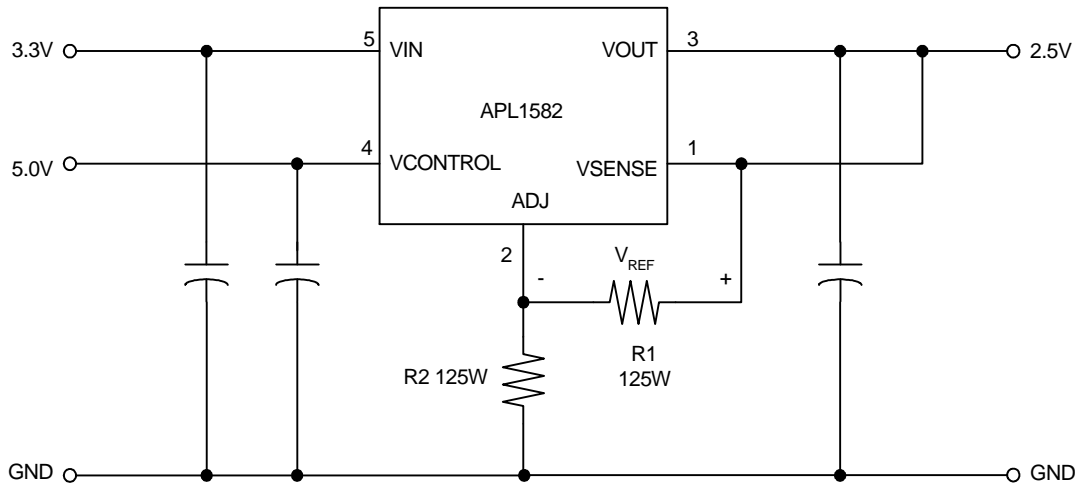 3.3V
5
VIN
VOUT
3
2.5V
APL1582
5.0V
4
VCONTROL
VSENSE
1
ADJ
2
VREF
-
+
R1
125W
R2 125W
GND
GND